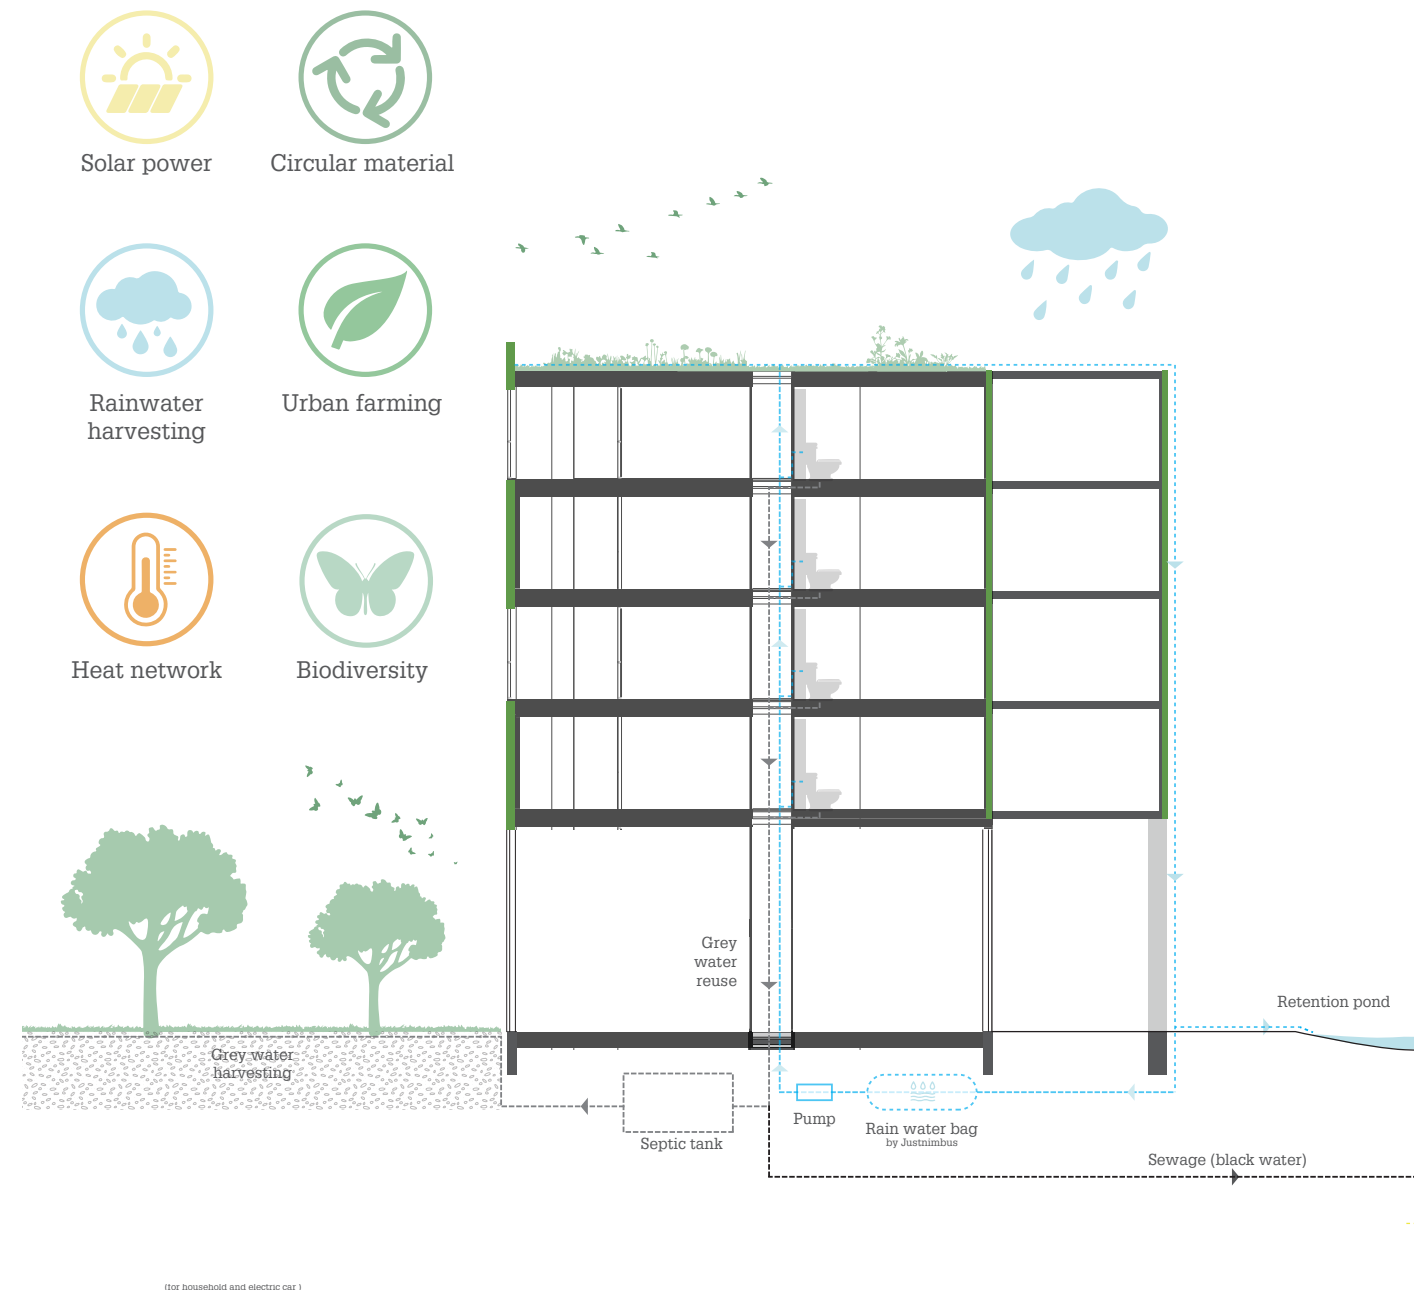 Solar power
Circular material
Rainwater
harvesting
Urban farming
Heat network
Biodiversity
Grey
water
reuse
Retention pond
Grey water
harvesting
Pump
Rain water bag
by Justnimbus
Septic tank
Sewage (black water)
(for household and electric car )